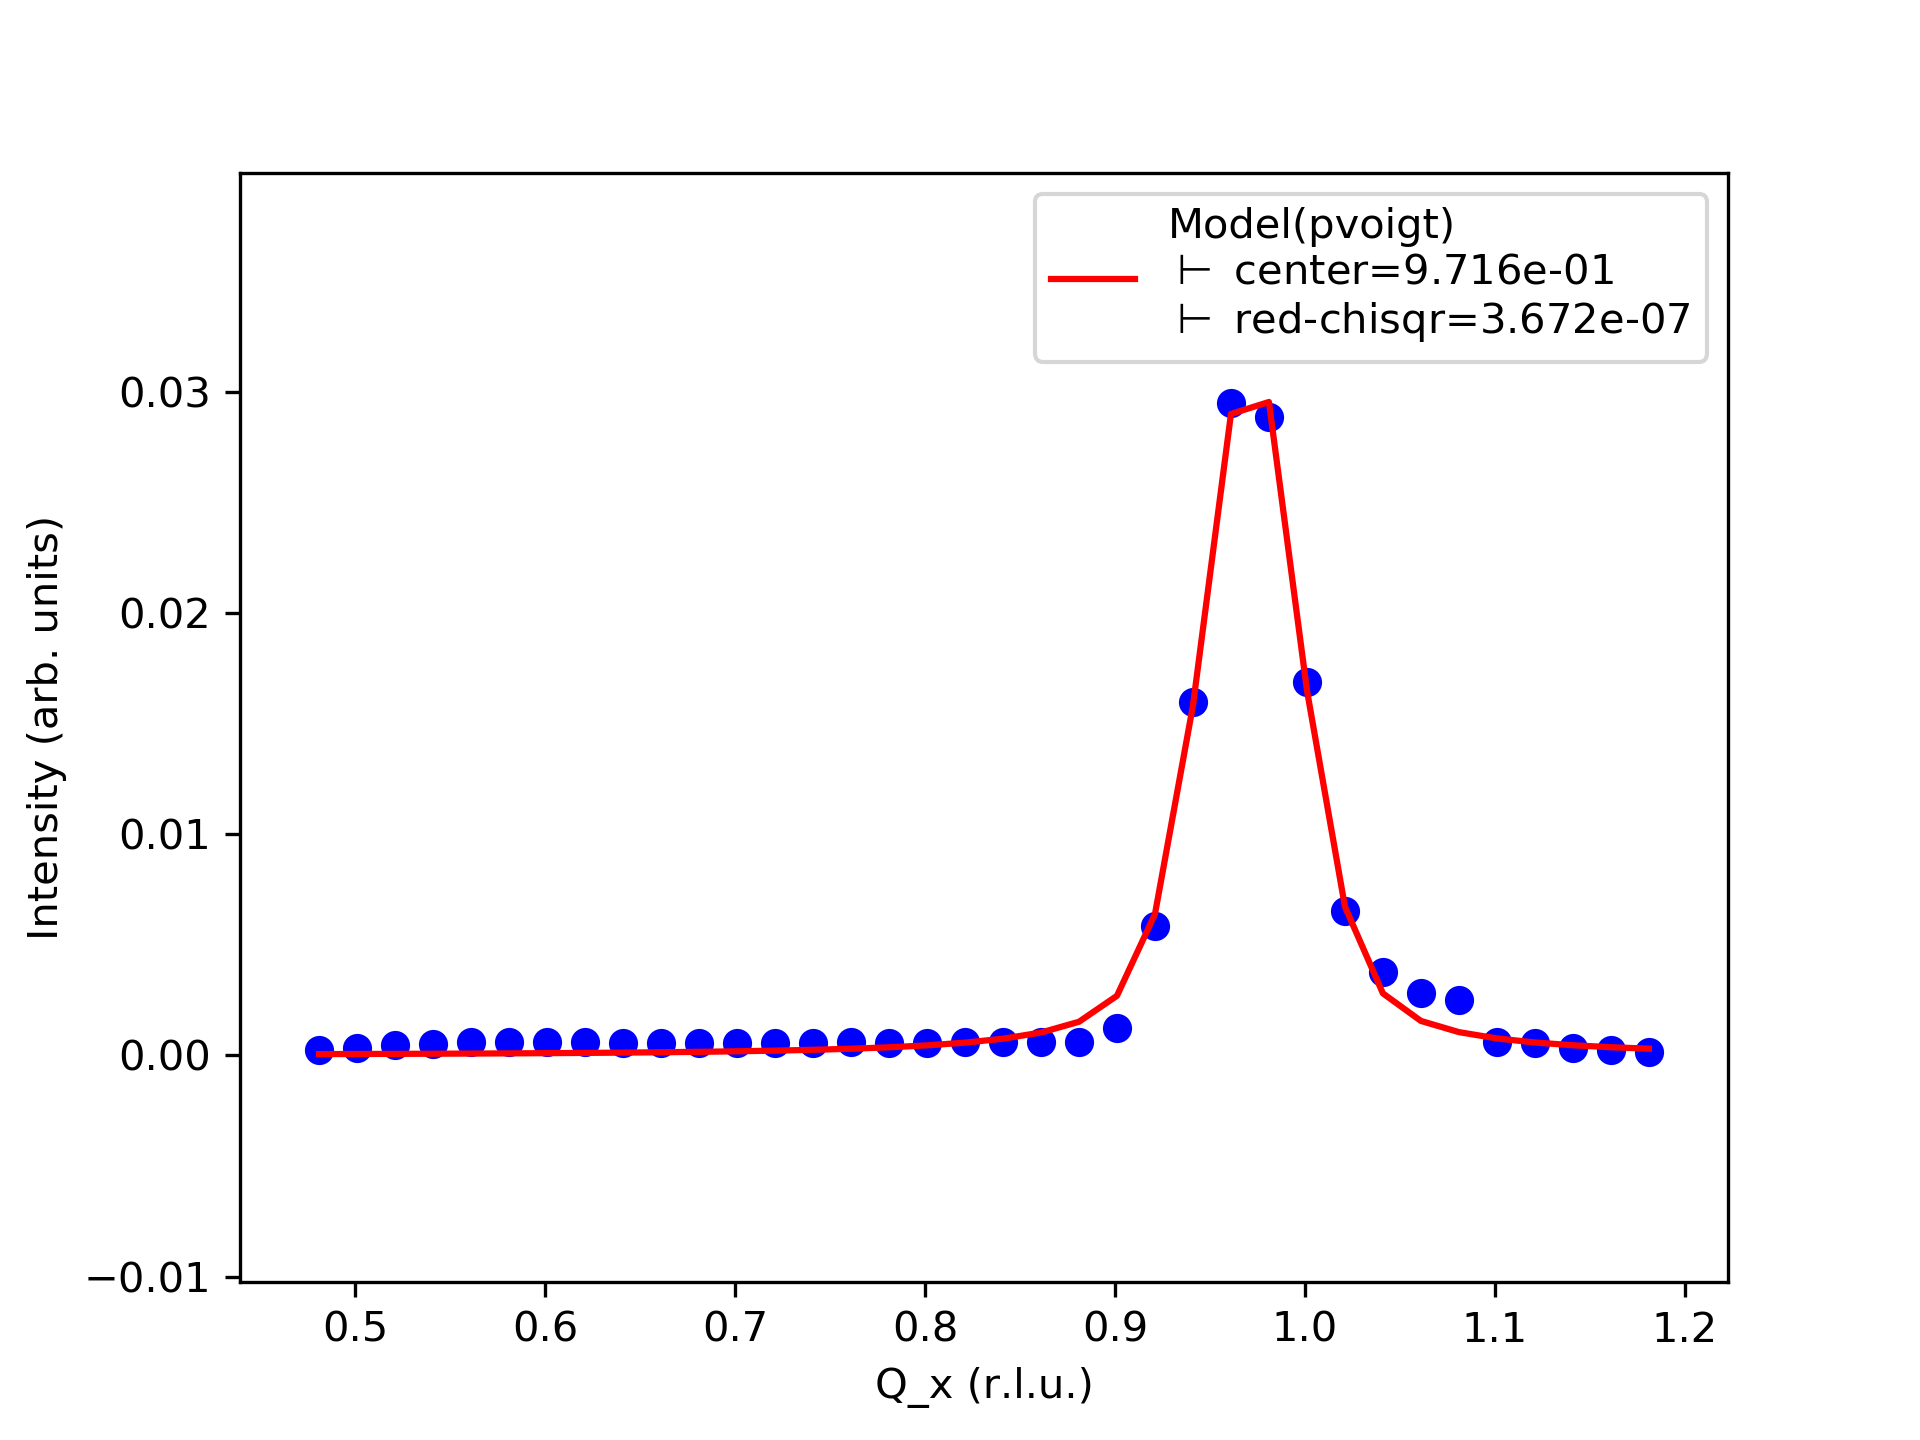 Model(pvoigt)
⊢ center=9.716e-01
⊢ red-chisqr=3.672e-07
0.03
0.02
0.01
0.00
−0.01
Intensity (arb. units)
0.5 0.6 0.7 0.8 0.9 1.0 1.1 1.2
Q_x (r.l.u.)